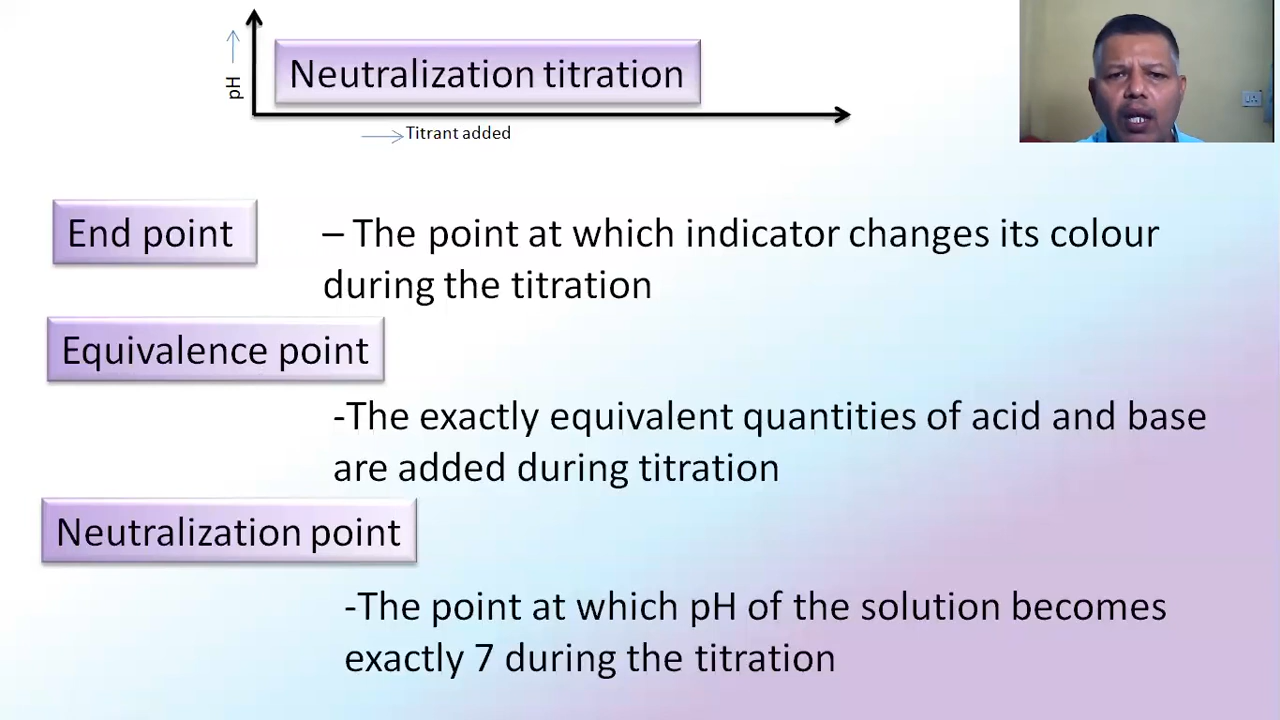 Neutralization titration
pH
Titrant added
End point
– The point at which indicator changes its colour
during the titration
Equivalence point
-The exactly equivalent quantities of acid and base
are added during titration
Neutralization point
-The point at which pH of the solution becomes
exactly 7 during the titration